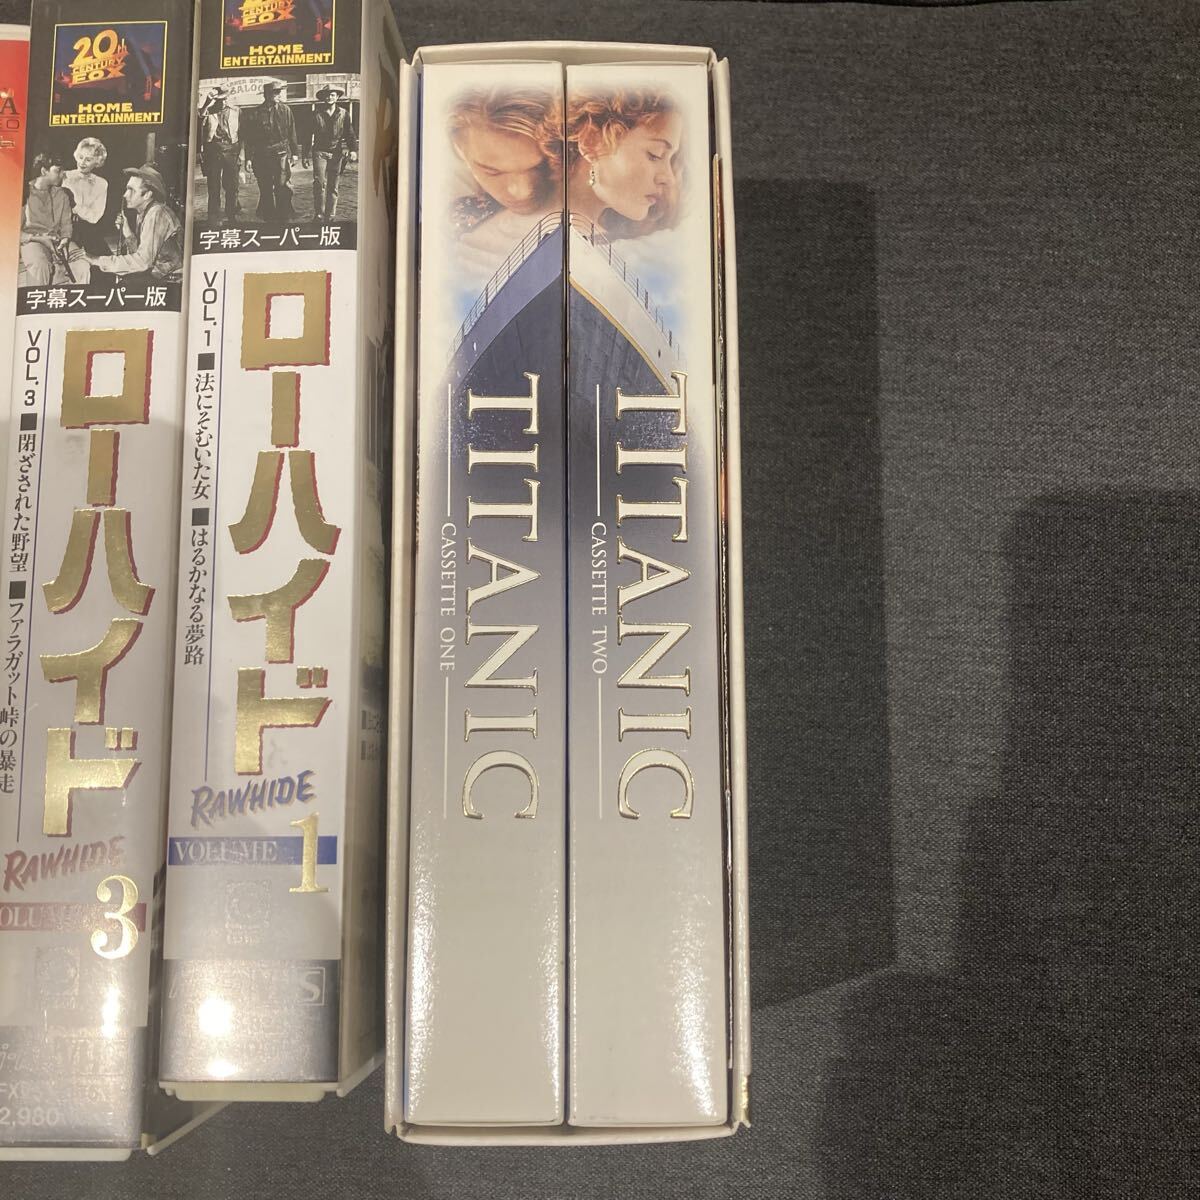 20th
CENTURY
FOX
HOME
ENTERTAINMENT
字幕スーパー版
VOL.3 ■閉ざされた野望 ■ファラガット峠の暴走
ローハイド
RAWHIDE
3
2,980
FOX
HOME
ENTERTAINMENT
字幕スーパー版
VOL.1 ■法にそむいた女 ■はるかなる夢路
ローハイド
RAWHIDE
VOLUME 1
TITANIC
CASSETTE ONE
TITANIC
CASSETTE TWO